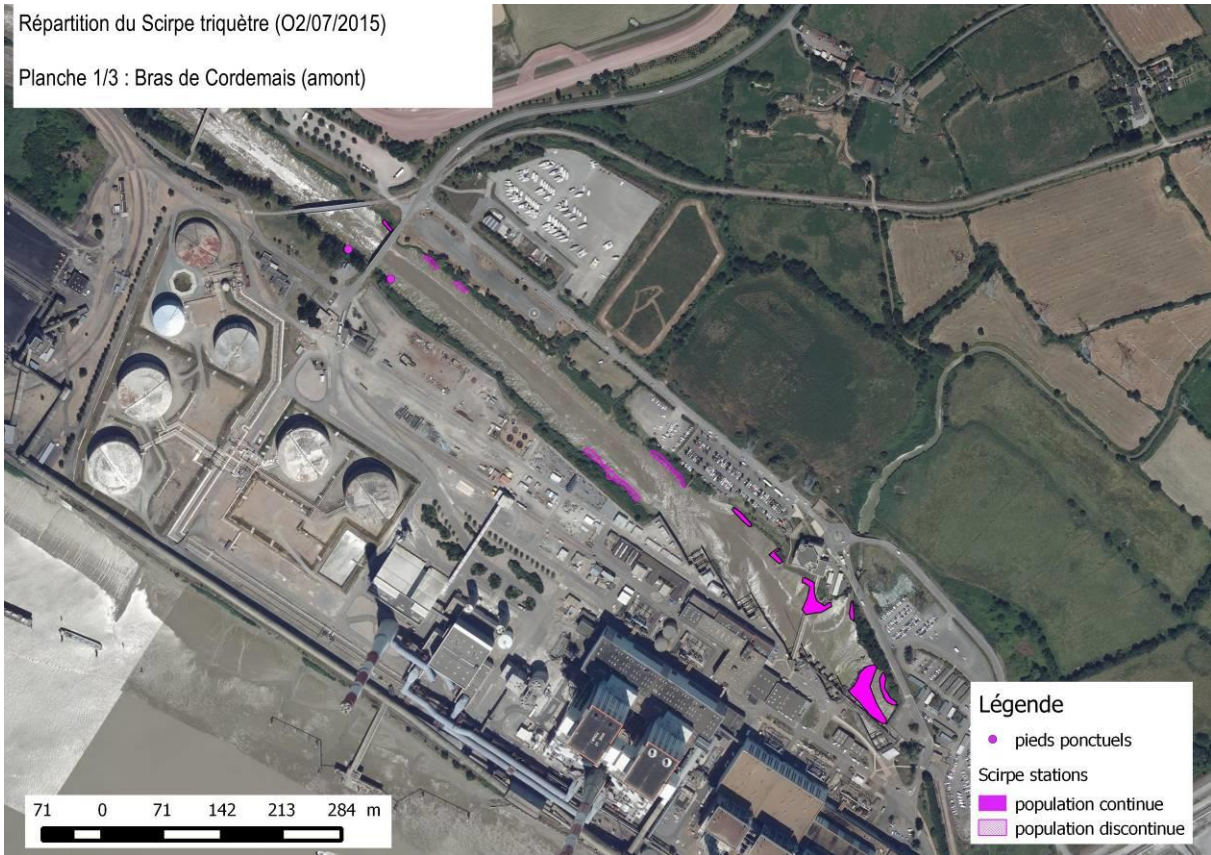 Répartition du Scirpe triquètre (O2/07/2015)
Planche 1/3 : Bras de Cordemais (amont)
Légende
pieds ponctuels
Scirpe stations
population continue
population discontinue
71 0 71 142 213 284 m